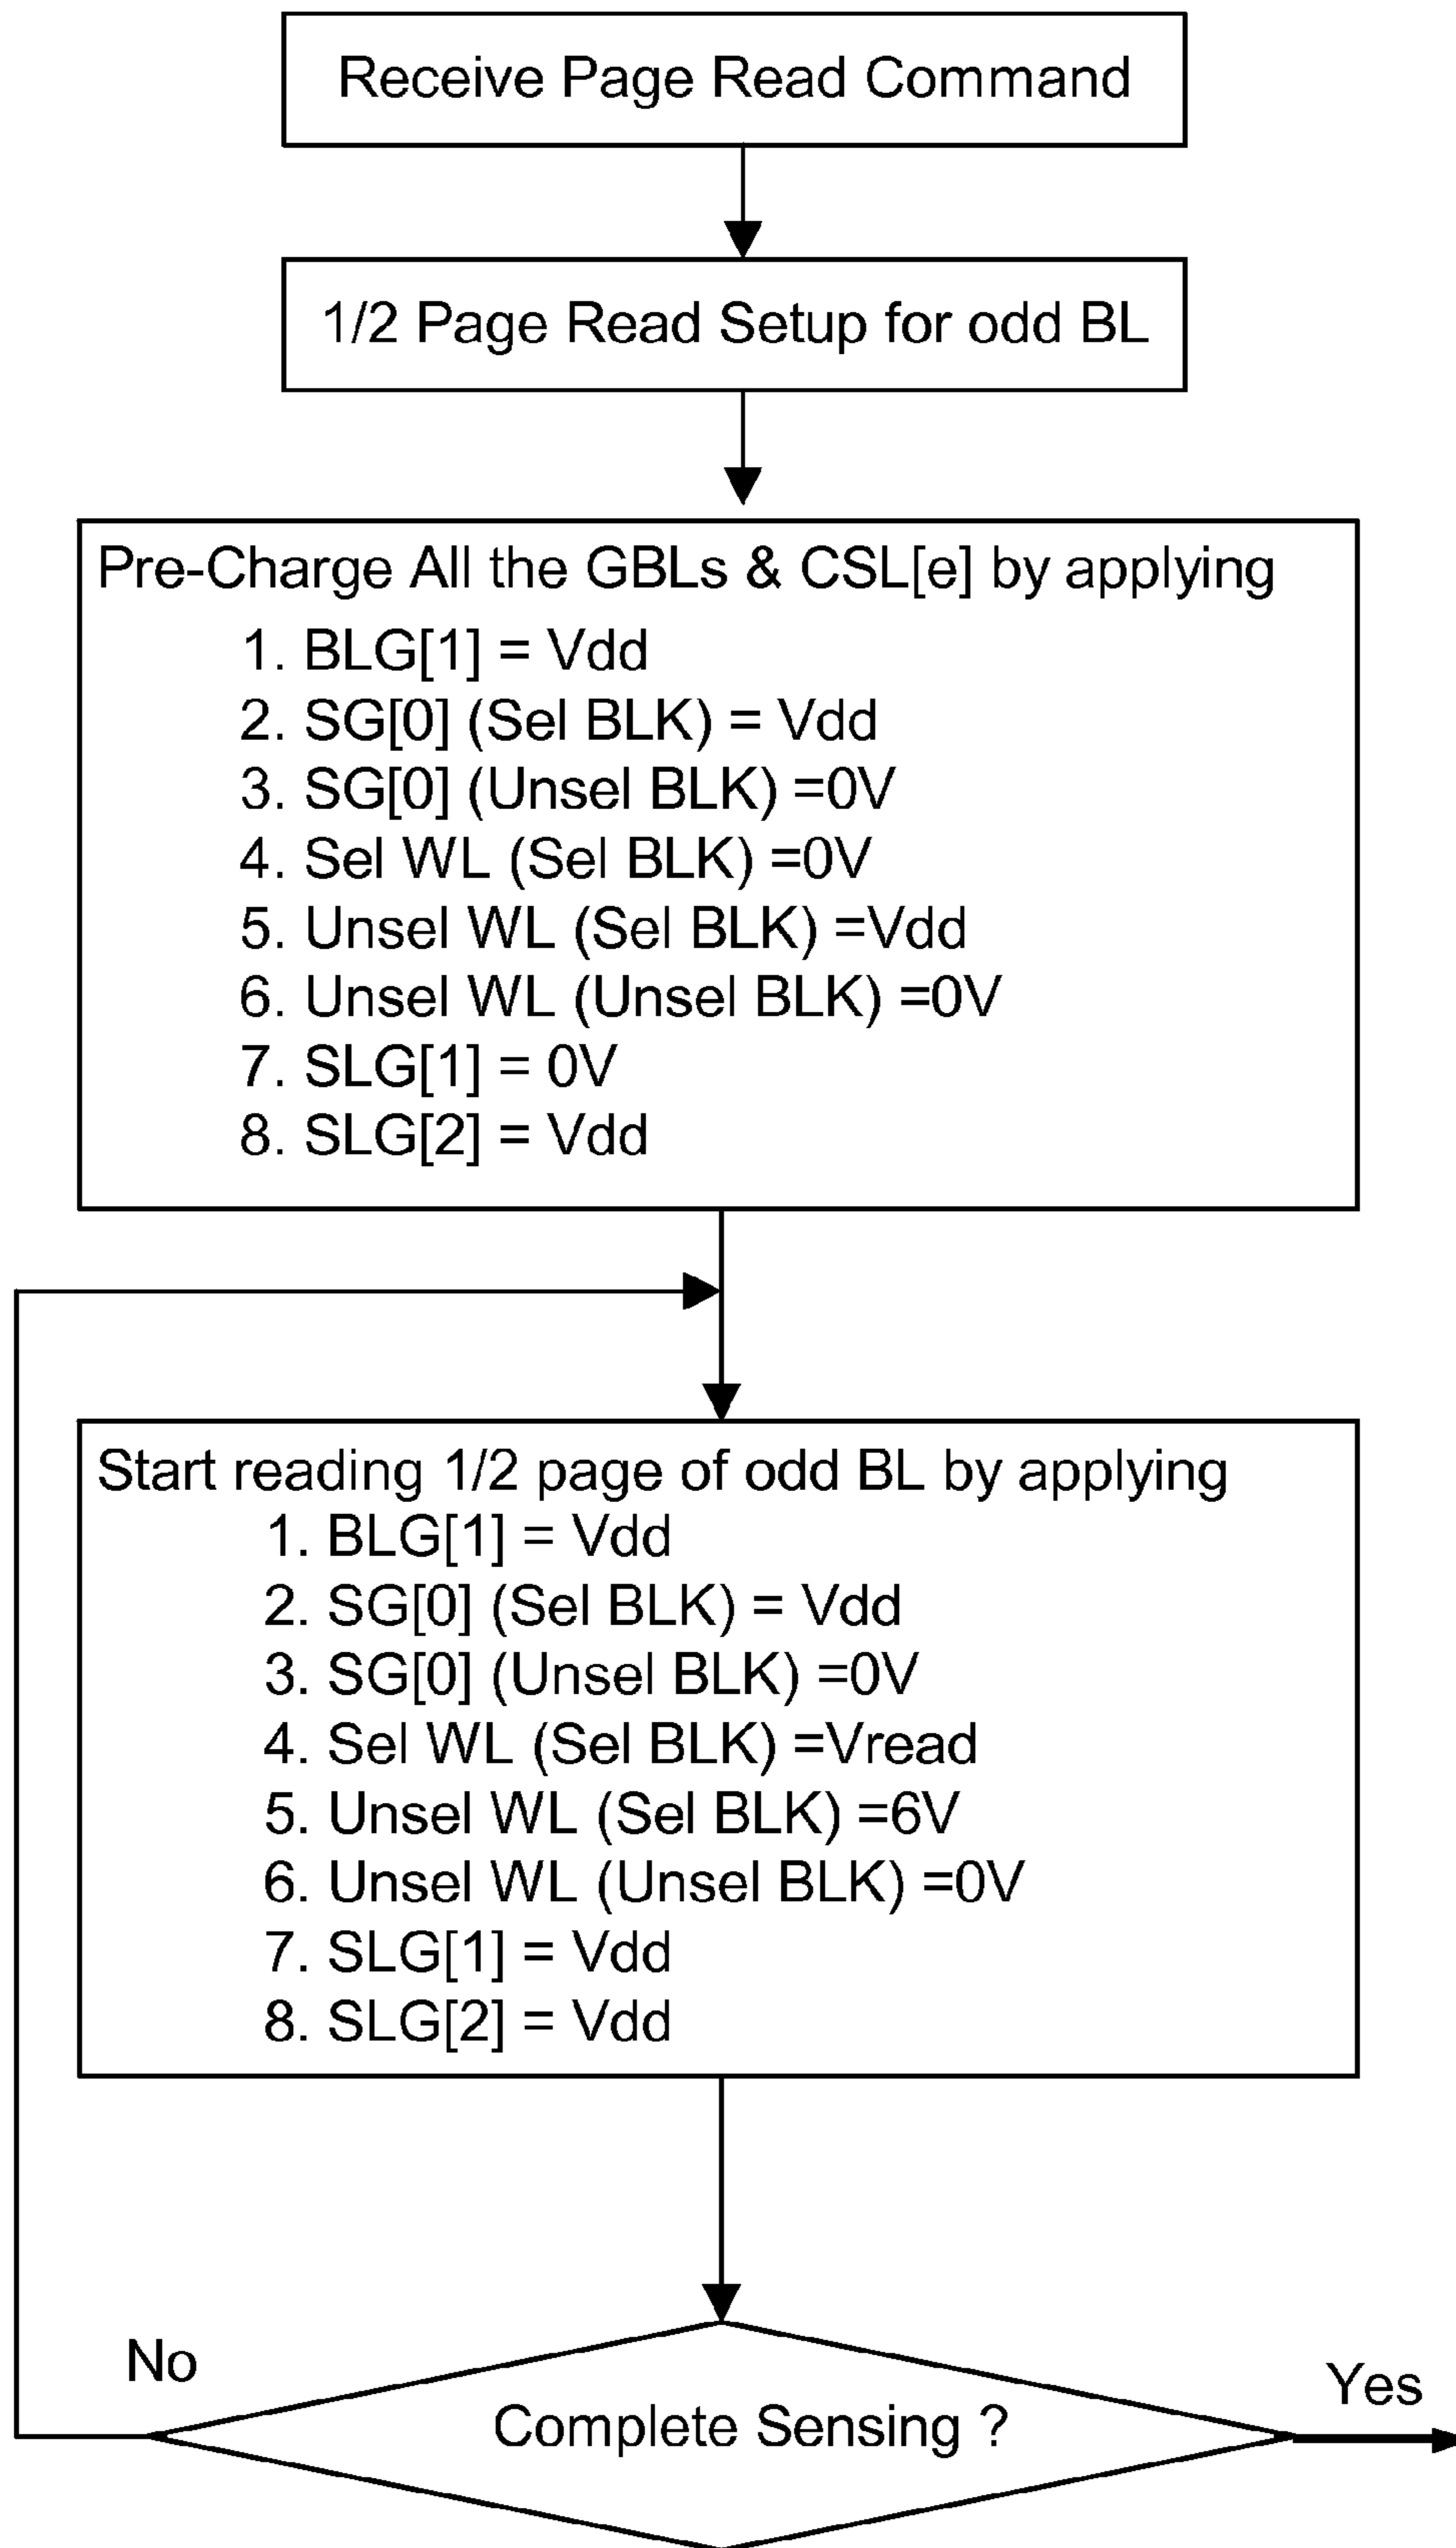 Receive Page Read Command
1/2 Page Read Setup for odd BL
Pre-Charge All the GBLs & CSL[e] by applying
1. BLG[1] = Vdd
2. SG[0] (Sel BLK) = Vdd
3. SG[0] (Unsel BLK) =0V
4. Sel WL (Sel BLK) =0V
5. Unsel WL (Sel BLK) =Vdd
6. Unsel WL (Unsel BLK) =0V
7. SLG[1] = 0V
8. SLG[2] = Vdd
Start reading 1/2 page of odd BL by applying
1. BLG[1] = Vdd
2. SG[0] (Sel BLK) = Vdd
3. SG[0] (Unsel BLK) =0V
4. Sel WL (Sel BLK) =Vread
5. Unsel WL (Sel BLK) =6V
6. Unsel WL (Unsel BLK) =0V
7. SLG[1] = Vdd
8. SLG[2] = Vdd
No
Yes
Complete Sensing ?